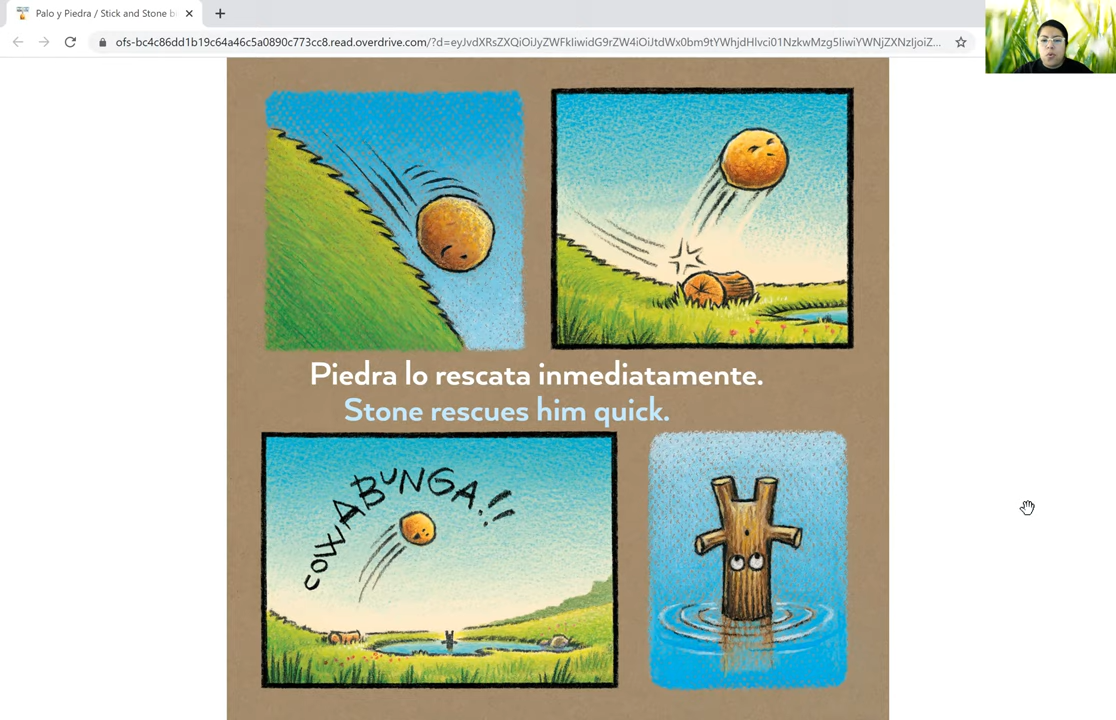 Palo y Piedra / Stick and Stone b
ofs-bc4c86dd1b19c64a46c5a0890c773cc8.read.overdrive.com/?d=eyJvdXRsZXQiOiJyZWFkIiwidG9rZW4iOiJtdWx0bm9tYWhjdHlvci01NzkwMzg5IiwiYWNjZXNzIjoiZ...
Piedra lo rescata inmediatamente.
Stone rescues him quick.
COWABUNGA!!